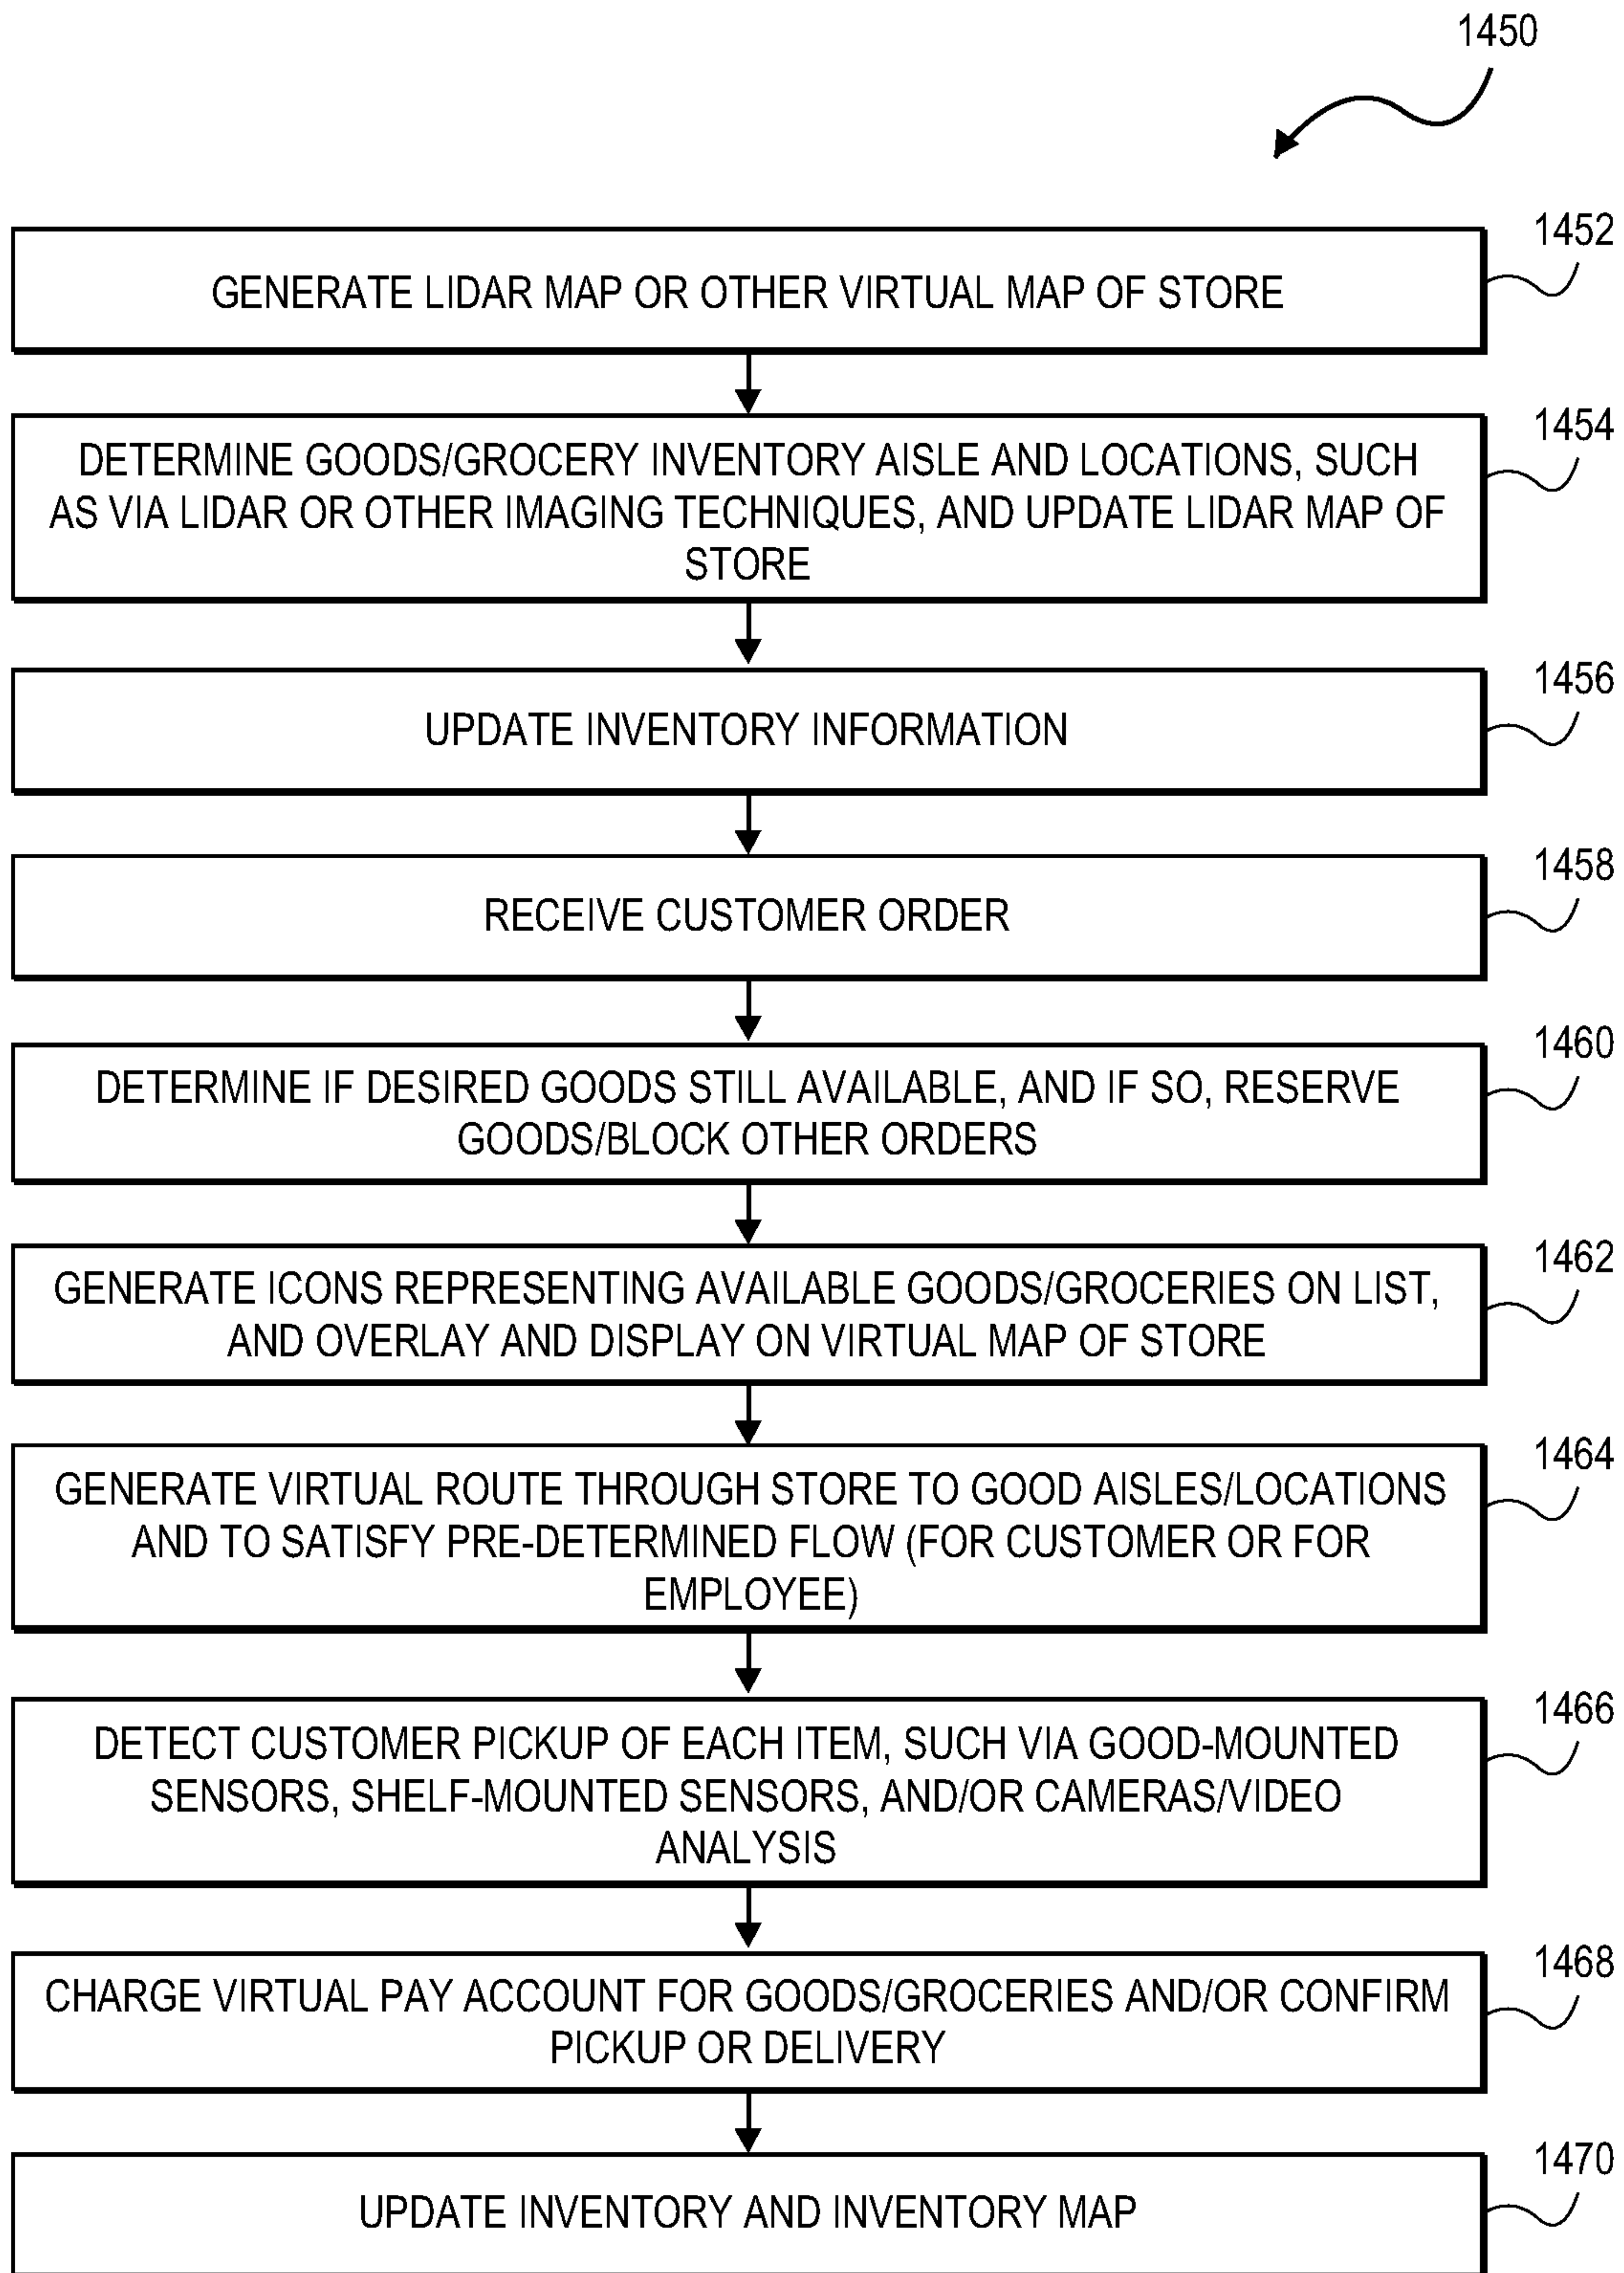 1450
1452
GENERATE LIDAR MAP OR OTHER VIRTUAL MAP OF STORE
1454
DETERMINE GOODS/GROCERY INVENTORY AISLE AND LOCATIONS, SUCH
AS VIA LIDAR OR OTHER IMAGING TECHNIQUES, AND UPDATE LIDAR MAP OF
STORE
1456
UPDATE INVENTORY INFORMATION
1458
RECEIVE CUSTOMER ORDER
1460
DETERMINE IF DESIRED GOODS STILL AVAILABLE, AND IF SO, RESERVE
GOODS/BLOCK OTHER ORDERS
1462
GENERATE ICONS REPRESENTING AVAILABLE GOODS/GROCERIES ON LIST,
AND OVERLAY AND DISPLAY ON VIRTUAL MAP OF STORE
1464
GENERATE VIRTUAL ROUTE THROUGH STORE TO GOOD AISLES/LOCATIONS
AND TO SATISFY PRE-DETERMINED FLOW (FOR CUSTOMER OR FOR
EMPLOYEE)
1466
DETECT CUSTOMER PICKUP OF EACH ITEM, SUCH VIA GOOD-MOUNTED
SENSORS, SHELF-MOUNTED SENSORS, AND/OR CAMERAS/VIDEO
ANALYSIS
1468
CHARGE VIRTUAL PAY ACCOUNT FOR GOODS/GROCERIES AND/OR CONFIRM
PICKUP OR DELIVERY
1470
UPDATE INVENTORY AND INVENTORY MAP